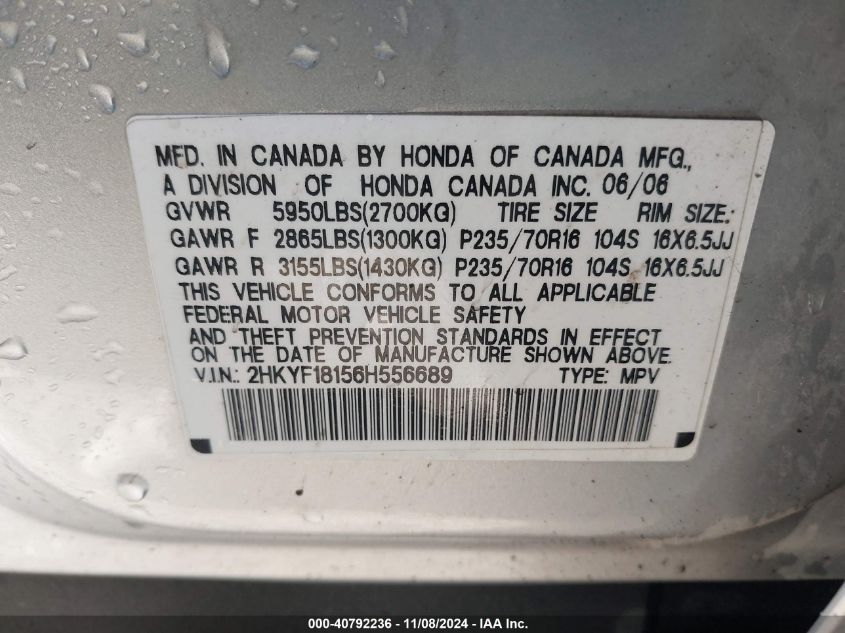 MFD. IN CANADA BY HONDA OF CANADA MFG.,
A DIVISION OF HONDA CANADA INC. 06/06
GVWR 5950LBS(2700KG) TIRE SIZE RIM SIZE:
GAWR F 2865LBS(1300KG) P235/70R16 104S 16X6.5JJ
GAWR R 3155LBS(1430KG) P235/70R16 104S 16X6.5JJ
THIS VEHICLE CONFORMS TO ALL APPLICABLE
FEDERAL MOTOR VEHICLE SAFETY
AND THEFT PREVENTION STANDARDS IN EFFECT
ON THE DATE OF MANUFACTURE SHOWN ABOVE.
V.I.N.: 2HKYF18156H556689 TYPE: MPV
000-40792236 - 11/08/2024 - IAA Inc.